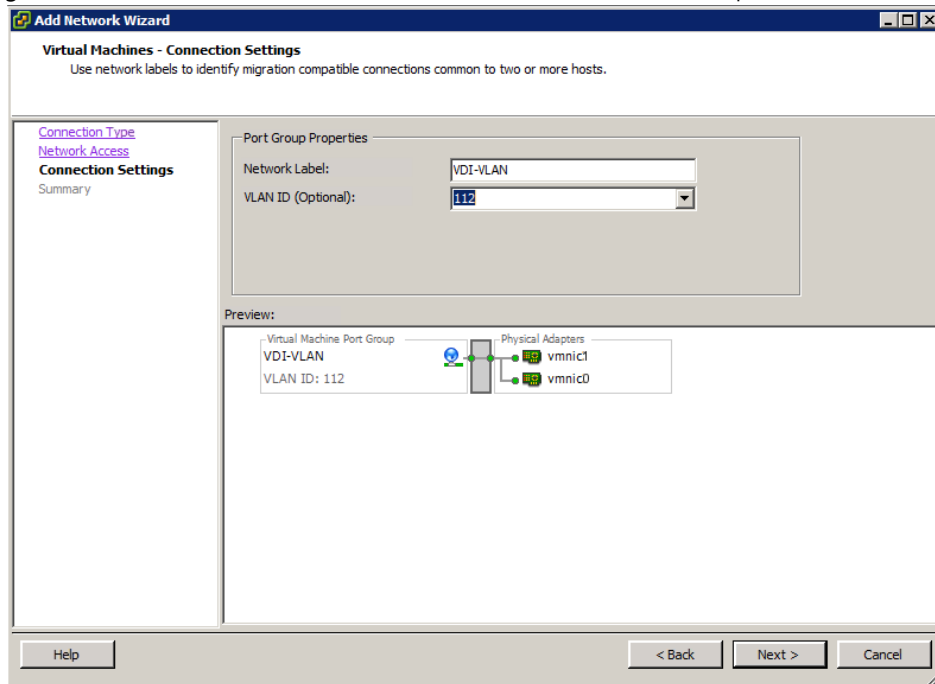 Add Network Wizard
Virtual Machines - Connection Settings
Use network labels to identify migration compatible connections common to two or more hosts.
Connection Type
Network Access
Connection Settings
Summary
Port Group Properties
Network Label:
VDI-VLAN
VLAN ID (Optional):
112
Preview:
Virtual Machine Port Group
VDI-VLAN
VLAN ID: 112
Physical Adapters
vmnic1
vmnic0
Help
< Back
Next >
Cancel